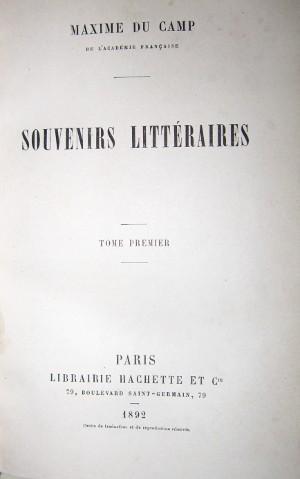 MAXIME DU CAMP
DE L'ACADÉMIE FRANÇAISE
SOUVENIRS LITTÉRAIRES
TOME PREMIER
PARIS
LIBRAIRIE HACHETTE ET Cie
79, BOULEVARD SAINT-GERMAIN, 79
1892
Droits de traduction et de reproduction réservés.